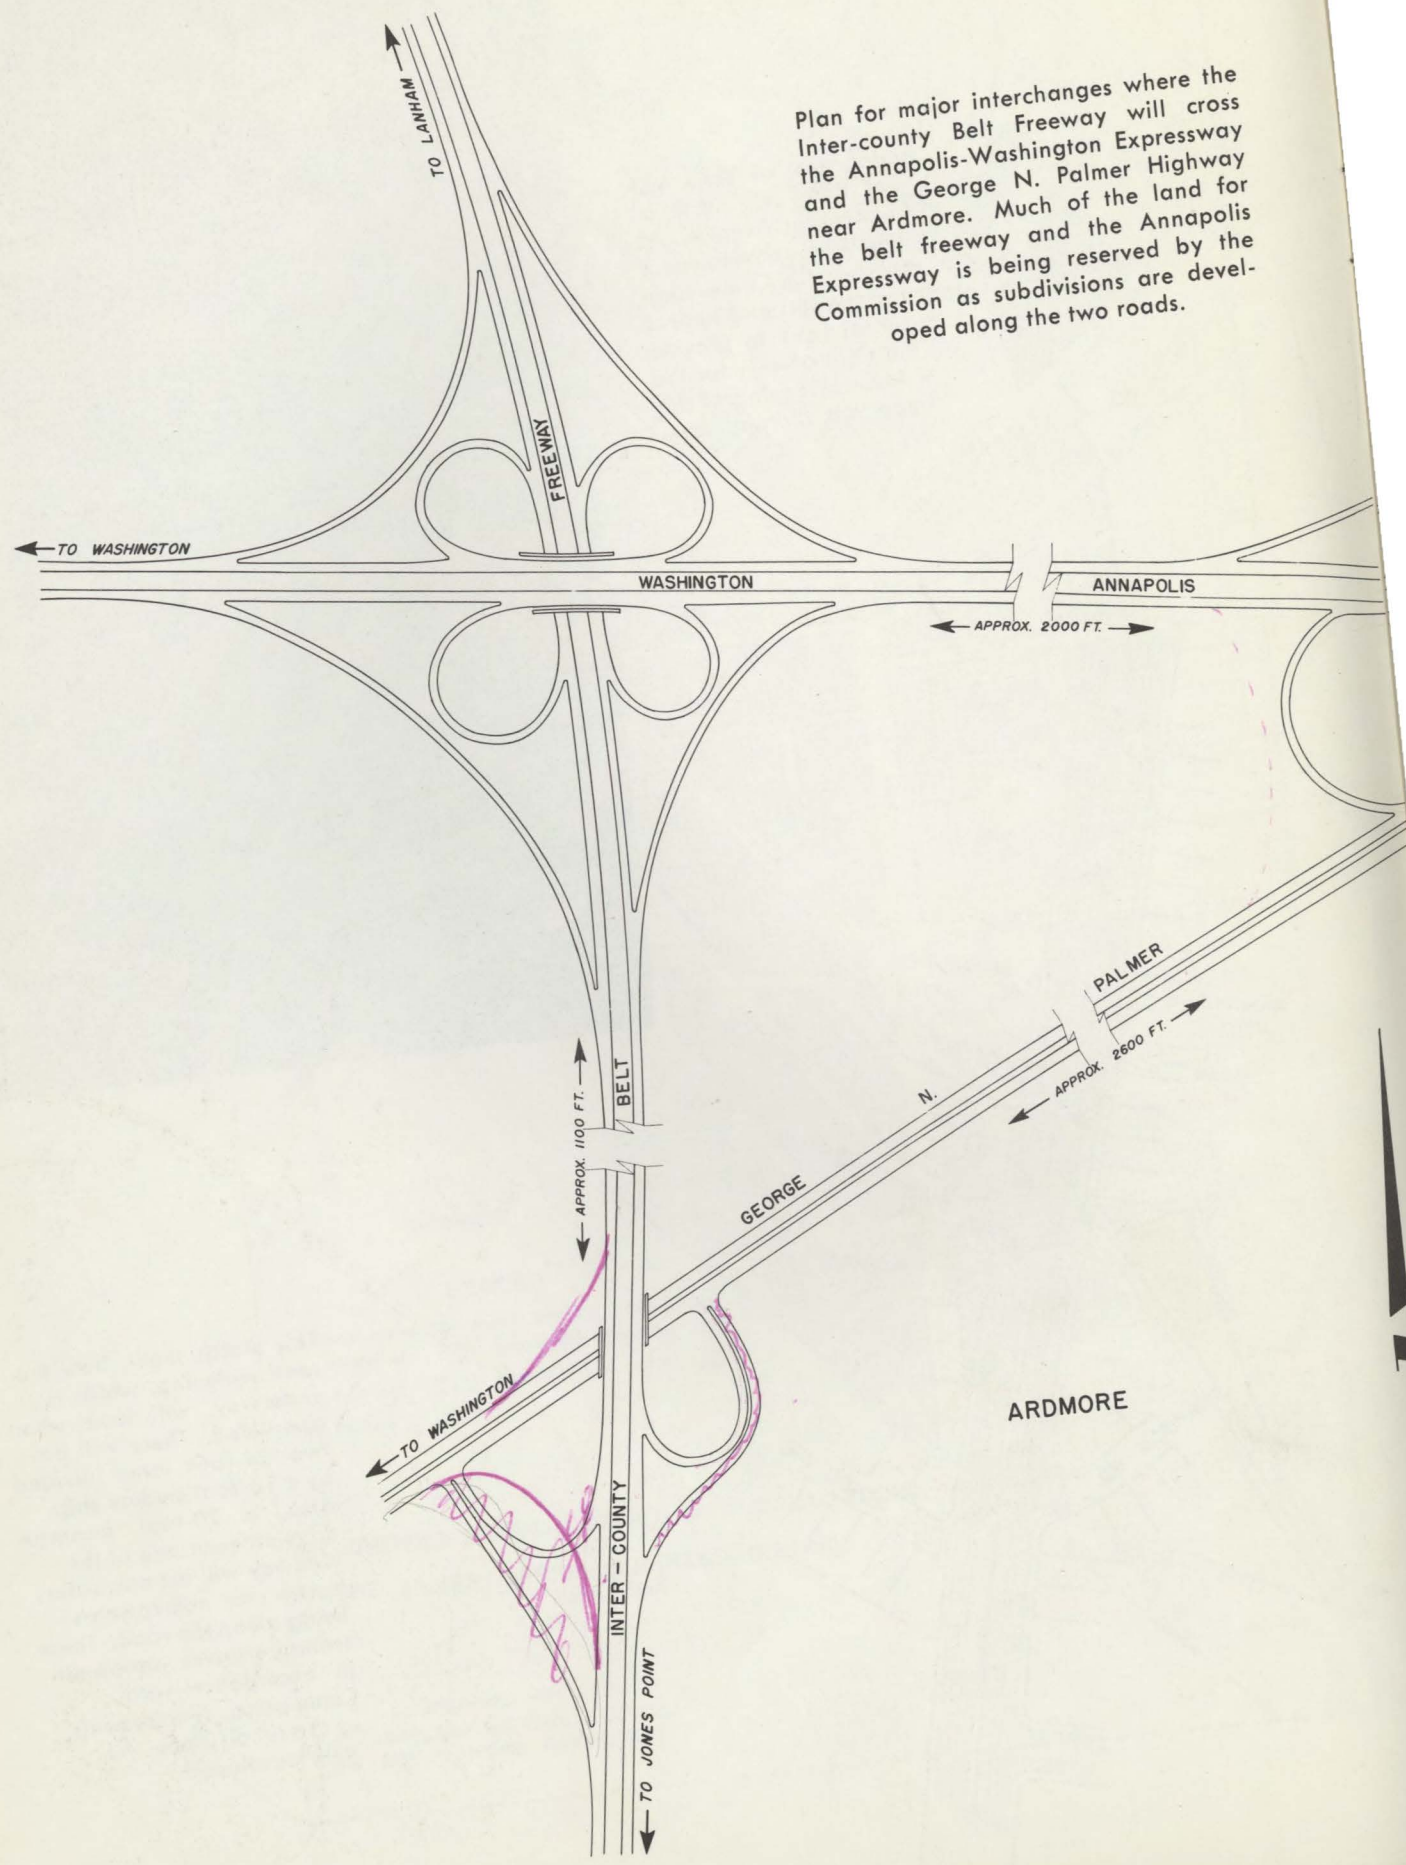 TO LANHAM
Plan for major interchanges where the
Inter-county Belt Freeway will cross
the Annapolis-Washington Expressway
and the George N. Palmer Highway
near Ardmore. Much of the land for
the belt freeway and the Annapolis
Expressway is being reserved by the
Commission as subdivisions are devel-
oped along the two roads.
FREEWAY
TO WASHINGTON
WASHINGTON
ANNAPOLIS
APPROX. 2000 FT.
PALMER
APPROX. 2600 FT.
N.
BELT
APPROX. 1100 FT.
GEORGE
TO WASHINGTON
ARDMORE
INTER-COUNTY
TO JONES POINT